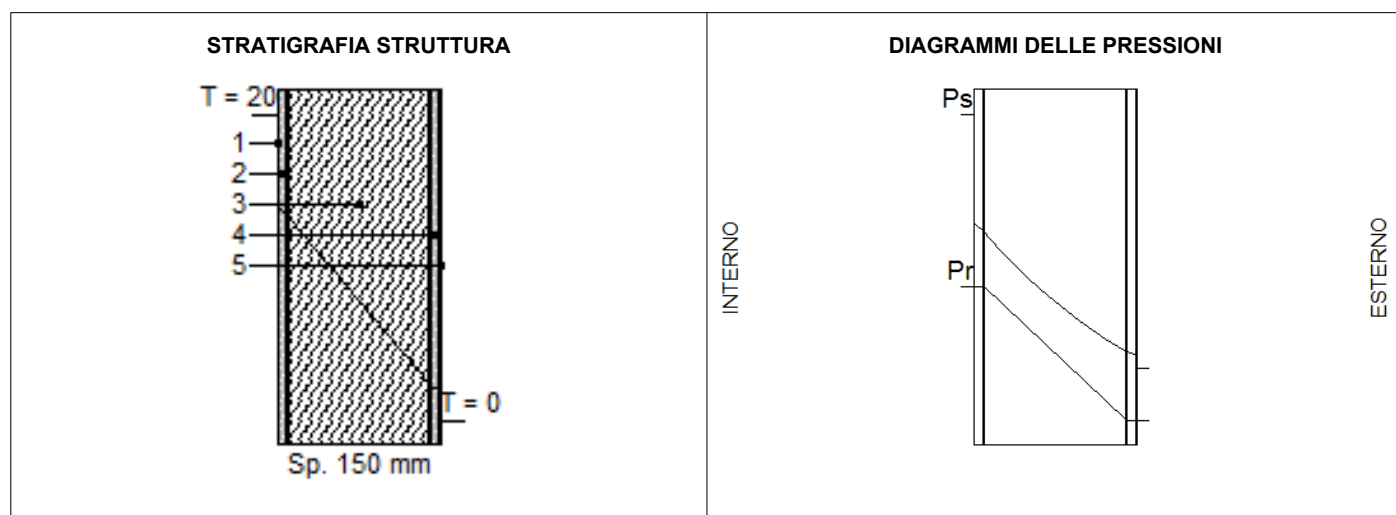 STRATIGRAFIA STRUTTURA
T = 20
1
2
3
4
5
T = 0
Sp. 150 mm
DIAGRAMMI DELLE PRESSIONI
Ps
Pr
INTERNO
ESTERNO